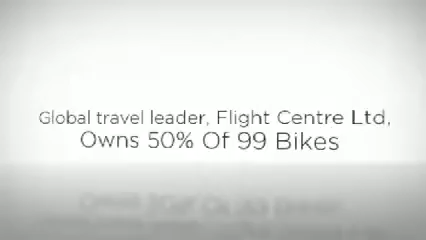 Global travel leader, Flight Centre Ltd,
Owns 50% Of 99 Bikes